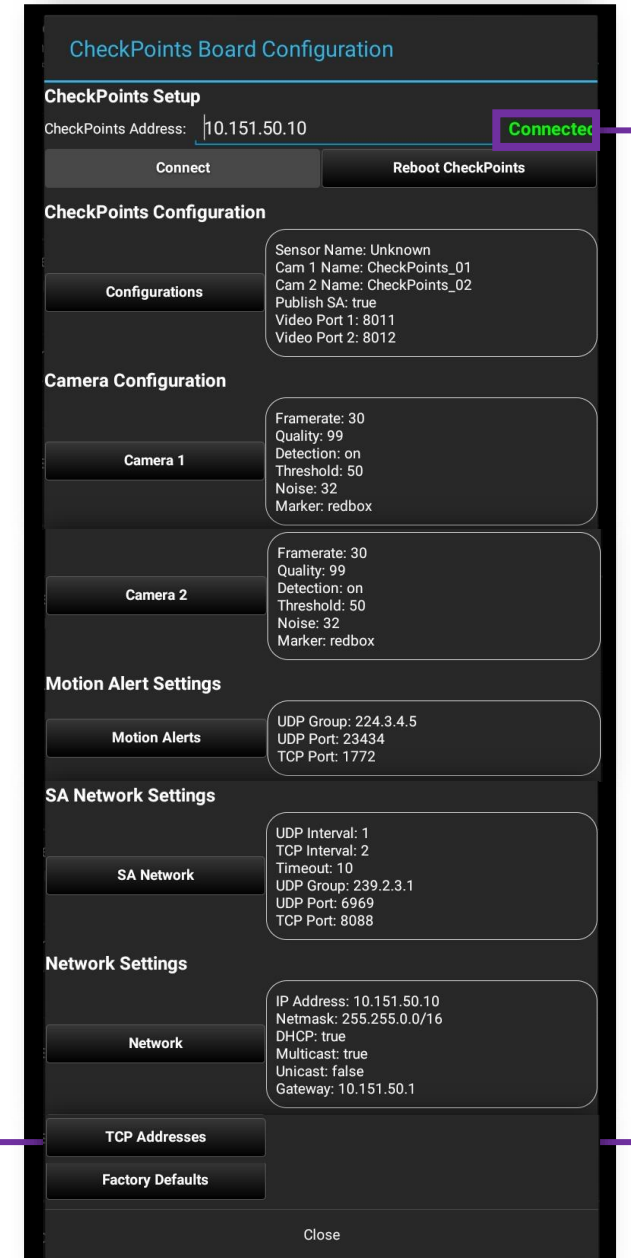 CheckPoints Board Configuration
CheckPoints Setup
CheckPoints Address: 10.151.50.10 Connected
Connect Reboot CheckPoints
CheckPoints Configuration
Configurations
Sensor Name: Unknown
Cam 1 Name: CheckPoints_01
Cam 2 Name: CheckPoints_02
Publish SA: true
Video Port 1: 8011
Video Port 2: 8012
Camera Configuration
Camera 1
Framerate: 30
Quality: 99
Detection: on
Threshold: 50
Noise: 32
Marker: redbox
Camera 2
Framerate: 30
Quality: 99
Detection: on
Threshold: 50
Noise: 32
Marker: redbox
Motion Alert Settings
Motion Alerts
UDP Group: 224.3.4.5
UDP Port: 23434
TCP Port: 1772
SA Network Settings
SA Network
UDP Interval: 1
TCP Interval: 2
Timeout: 10
UDP Group: 239.2.3.1
UDP Port: 6969
TCP Port: 8088
Network Settings
Network
IP Address: 10.151.50.10
Netmask: 255.255.0.0/16
DHCP: true
Multicast: true
Unicast: false
Gateway: 10.151.50.1
TCP Addresses
Factory Defaults
Close